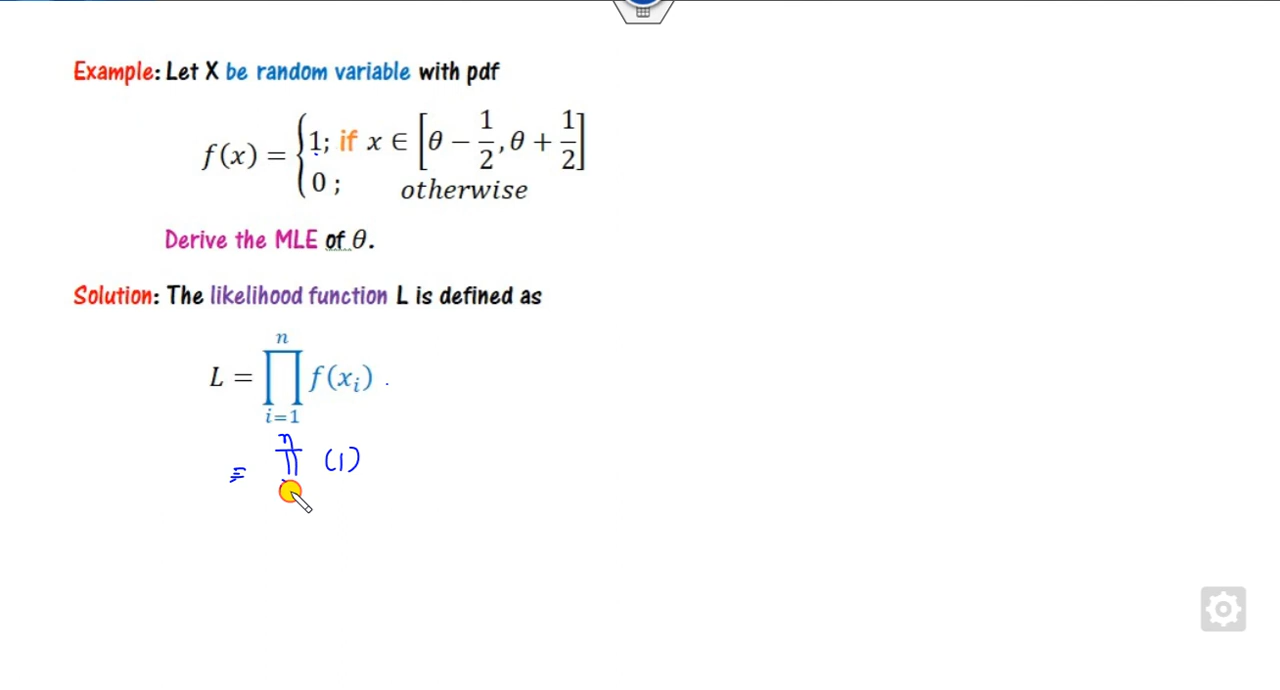 Example: Let X be random variable with pdf
f(x) = {1; if x ∈ [θ − 1/2, θ + 1/2]
0 ; otherwise
Derive the MLE of θ.
Solution: The likelihood function L is defined as
L = ∏_{i=1}^{n} f(x_i) .
= π^n (1)